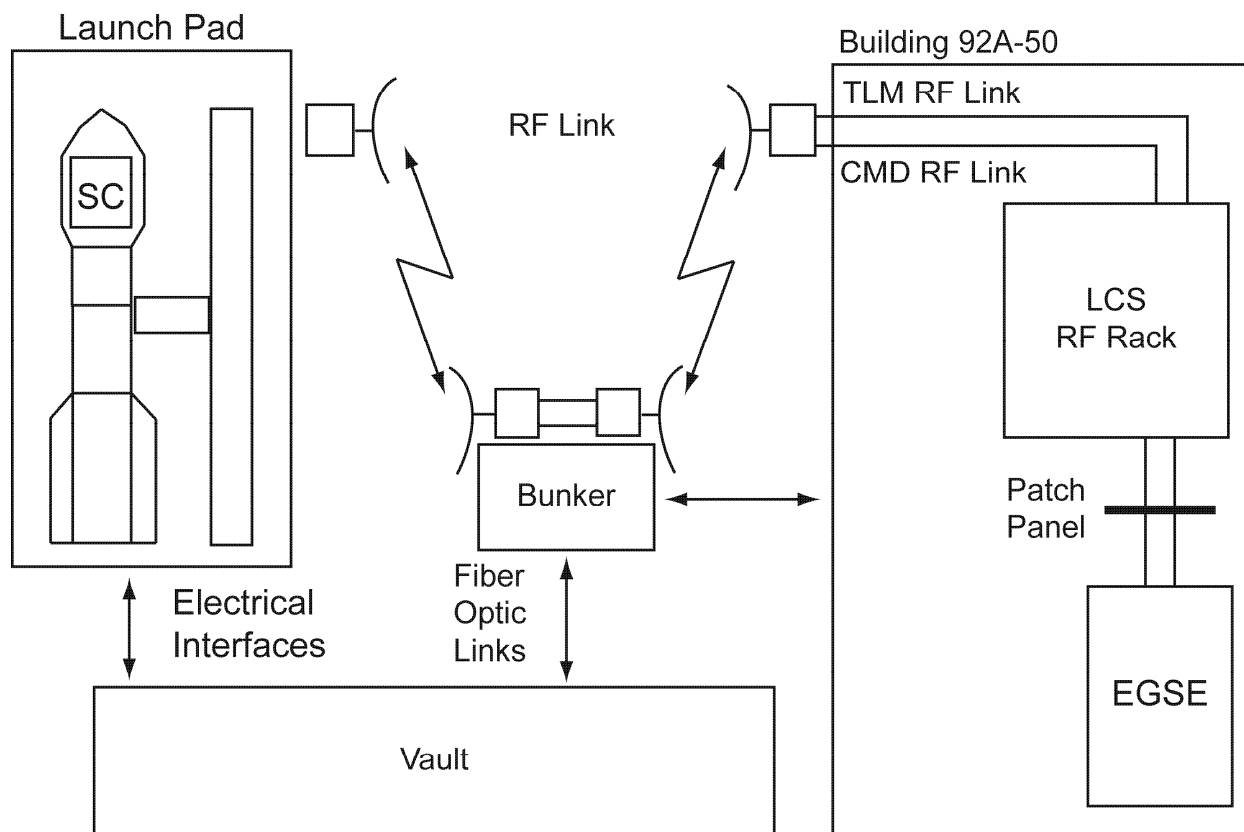 Launch Pad
Building 92A-50
TLM RF Link
RF Link
CMD RF Link
SC
LCS
RF Rack
Bunker
Patch
Panel
Fiber
Optic
Links
Electrical
Interfaces
EGSE
Vault